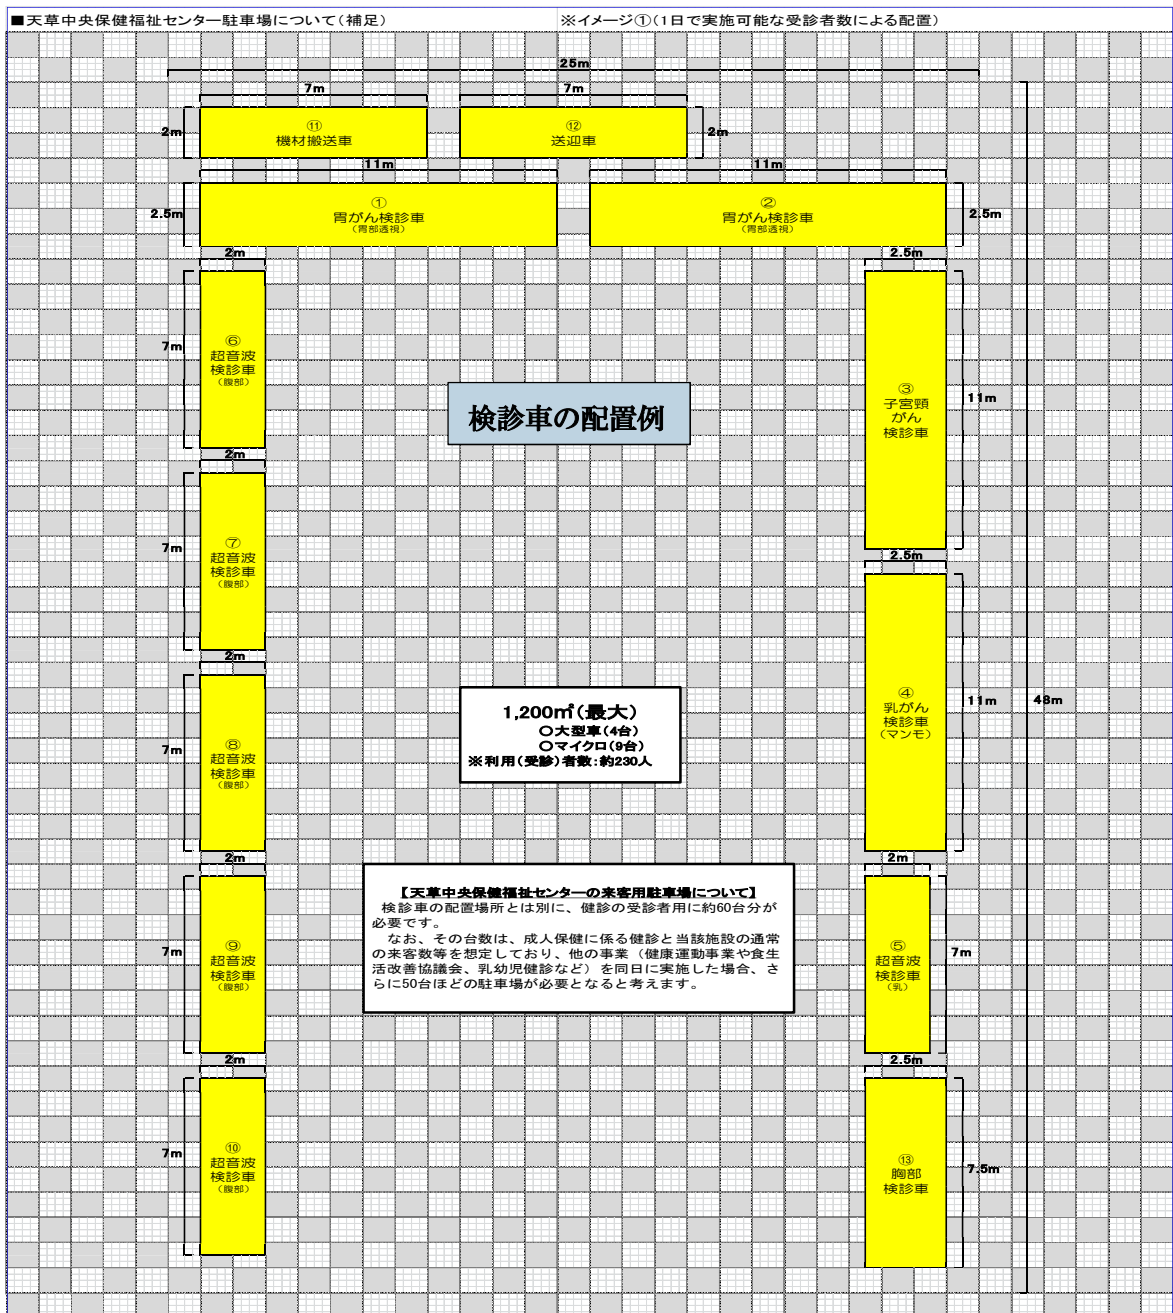 ■天草中央保健福祉センター駐車場について(補足)
※イメージ①(1日で実施可能な受診者数による配置)
25m
7m
7m
2m
⑪
機材搬送車
⑫
送迎車
2m
11m
11m
2.5m
①
胃がん検診車
(胃部透視)
②
胃がん検診車
(胃部透視)
2.5m
2m
2.5m
7m
⑥
超音波
検診車
(腹部)
③
子宮頸
がん
検診車
11m
検診車の配置例
2m
7m
⑦
超音波
検診車
(腹部)
2.5m
2m
7m
⑧
超音波
検診車
(腹部)
④
乳がん
検診車
(マンモ)
11m
48m
1,200㎡(最大)
○大型車(4台)
○マイクロ(9台)
※利用(受診)者数:約230人
2m
2m
【天草中央保健福祉センターの来客用駐車場について】
検診車の配置場所とは別に、健診の受診者用に約60台分が
必要です。
なお、その台数は、成人保健に係る健診と当該施設の通常
の来客数等を想定しており、他の事業(健康運動事業や食生
活改善協議会、乳幼児健診など)を同日に実施した場合、さ
らに50台ほどの駐車場が必要となると考えます。
7m
⑨
超音波
検診車
(腹部)
⑤
超音波
検診車
(乳)
7m
2m
2.5m
7m
⑩
超音波
検診車
(腹部)
⑬
胸部
検診車
7.5m